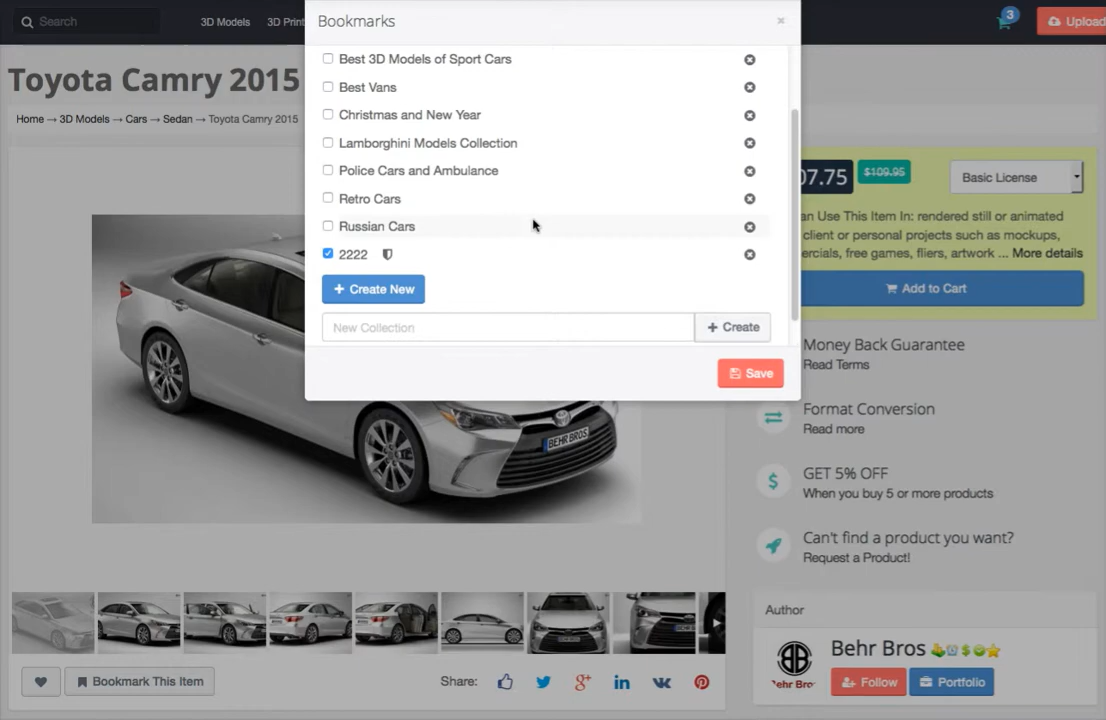 Search
3D Models
3D Print
Bookmarks
×
3
Upload
Toyota Camry 2015
Home → 3D Models → Cars → Sedan → Toyota Camry 2015
Best 3D Models of Sport Cars
Best Vans
Christmas and New Year
Lamborghini Models Collection
Police Cars and Ambulance
Retro Cars
Russian Cars
2222
+ Create New
New Collection
+ Create
Save
07.75
$109.95
Basic License
an Use This Item In: rendered still or animated
client or personal projects such as mockups,
ercials, free games, fliers, artwork ... More details
Add to Cart
Money Back Guarantee
Read Terms
Format Conversion
Read more
GET 5% OFF
When you buy 5 or more products
Can't find a product you want?
Request a Product!
BEHR BROS
Author
Behr Bros
Behr Bro
Follow
Portfolio
Bookmark This Item
Share: